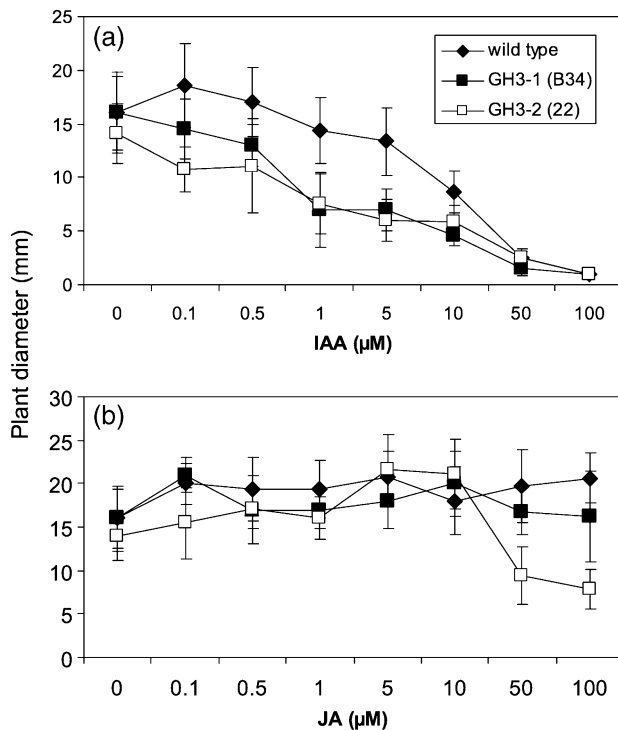 (a)
wild type
GH3-1 (B34)
GH3-2 (22)
25
20
15
10
5
0
0 0.1 0.5 1 5 10 50 100
IAA (µM)
Plant diameter (mm)
(b)
30
25
20
15
10
5
0
0 0.1 0.5 1 5 10 50 100
JA (µM)